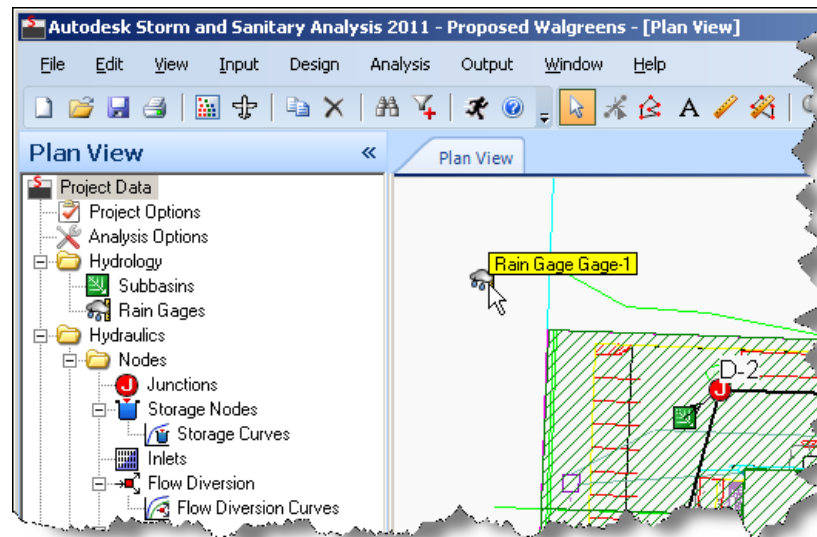 Autodesk Storm and Sanitary Analysis 2011 - Proposed Walgreens - [Plan View]
File Edit View Input Design Analysis Output Window Help
Plan View «
Plan View
Project Data
Project Options
Analysis Options
Hydrology
Subbasins
Rain Gages
Hydraulics
Nodes
Junctions
Storage Nodes
Storage Curves
Inlets
Flow Diversion
Flow Diversion Curves
Rain Gage Gage-1
D-2